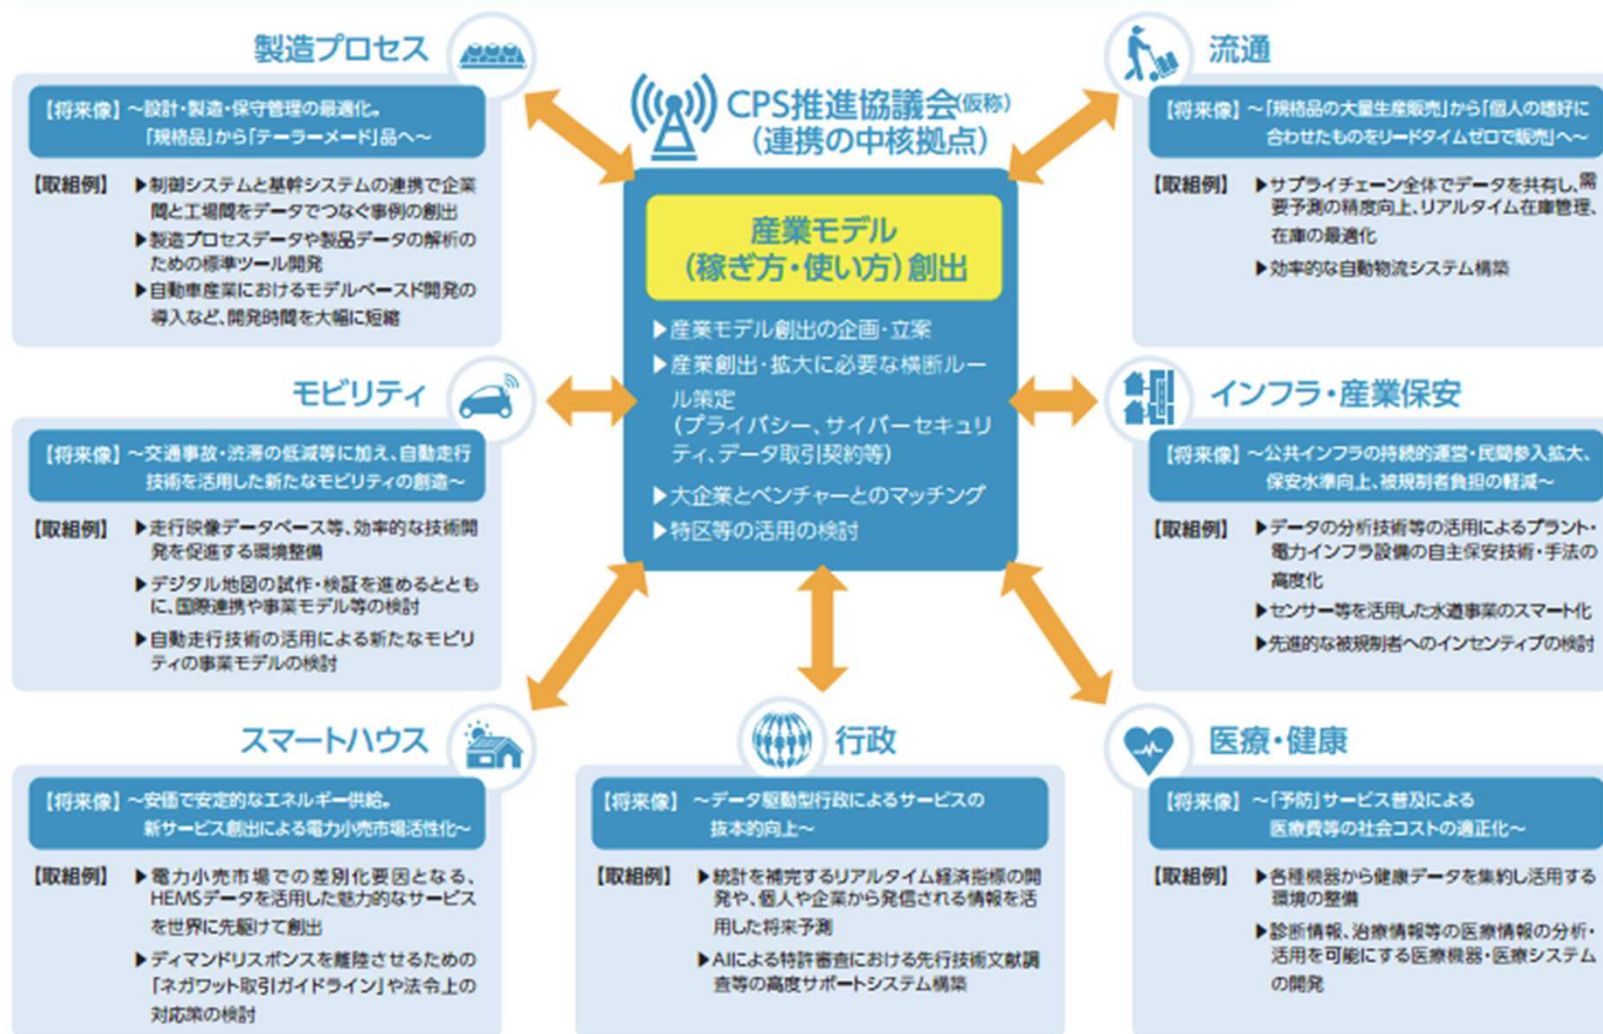 製造プロセス
【将来像】～設計・製造・保守管理の最適化。
「規格品」から「テーラーメード」品へ～
【取組例】 ▶制御システムと基幹システムの連携で企業
間と工場間をデータでつなぐ事例の創出
▶製造プロセスデータや製品データの解析の
ための標準ツール開発
▶自動車産業におけるモデルベースド開発の
導入など、開発時間を大幅に短縮
モビリティ
【将来像】～交通事故・渋滞の低減等に加え、自動走行
技術を活用した新たなモビリティの創造～
【取組例】 ▶走行映像データベース等、効率的な技術開
発を促進する環境整備
▶デジタル地図の試作・検証を進めるととも
に、国際連携や事業モデル等の検討
▶自動走行技術の活用による新たなモビリ
ティの事業モデルの検討
スマートハウス
【将来像】～安価で安定的なエネルギー供給。
新サービス創出による電力小売市場活性化～
【取組例】 ▶電力小売市場での差別化要因となる、
HEMSデータを活用した魅力的なサービス
を世界に先駆けて創出
▶ディマンドリスポンスを離陸させるための
「ネガワット取引ガイドライン」や法令上の
対応策の検討
CPS推進協議会(仮称)
(連携の中核拠点)
産業モデル
(稼ぎ方・使い方)創出
▶産業モデル創出の企画・立案
▶産業創出・拡大に必要な横断ルー
ル策定
(プライバシー、サイバーセキュリ
ティ、データ取引契約等)
▶大企業とベンチャーとのマッチング
▶特区等の活用の検討
行政
【将来像】 ～データ駆動型行政によるサービスの
抜本的向上～
【取組例】 ▶統計を補完するリアルタイム経済指標の開
発や、個人や企業から発信される情報を活
用した将来予測
▶AIによる特許審査における先行技術文献調
査等の高度サポートシステム構築
流通
【将来像】～「規格品の大量生産販売」から「個人の嗜好に
合わせたものをリードタイムゼロで販売」へ～
【取組例】 ▶サプライチェーン全体でデータを共有し、需
要予測の精度向上、リアルタイム在庫管理、
在庫の最適化
▶効率的な自動物流システム構築
インフラ・産業保安
【将来像】～公共インフラの持続的運営・民間参入拡大、
保安水準向上、被規制者負担の軽減～
【取組例】 ▶データの分析技術等の活用によるプラント・
電力インフラ設備の自主保安技術・手法の
高度化
▶センサー等を活用した水道事業のスマート化
▶先進的な被規制者へのインセンティブの検討
医療・健康
【将来像】～「予防」サービス普及による
医療費等の社会コストの適正化～
【取組例】 ▶各種機器から健康データを集約し活用する
環境の整備
▶診断情報、治療情報等の医療情報の分析・
活用を可能にする医療機器・医療システム
の開発